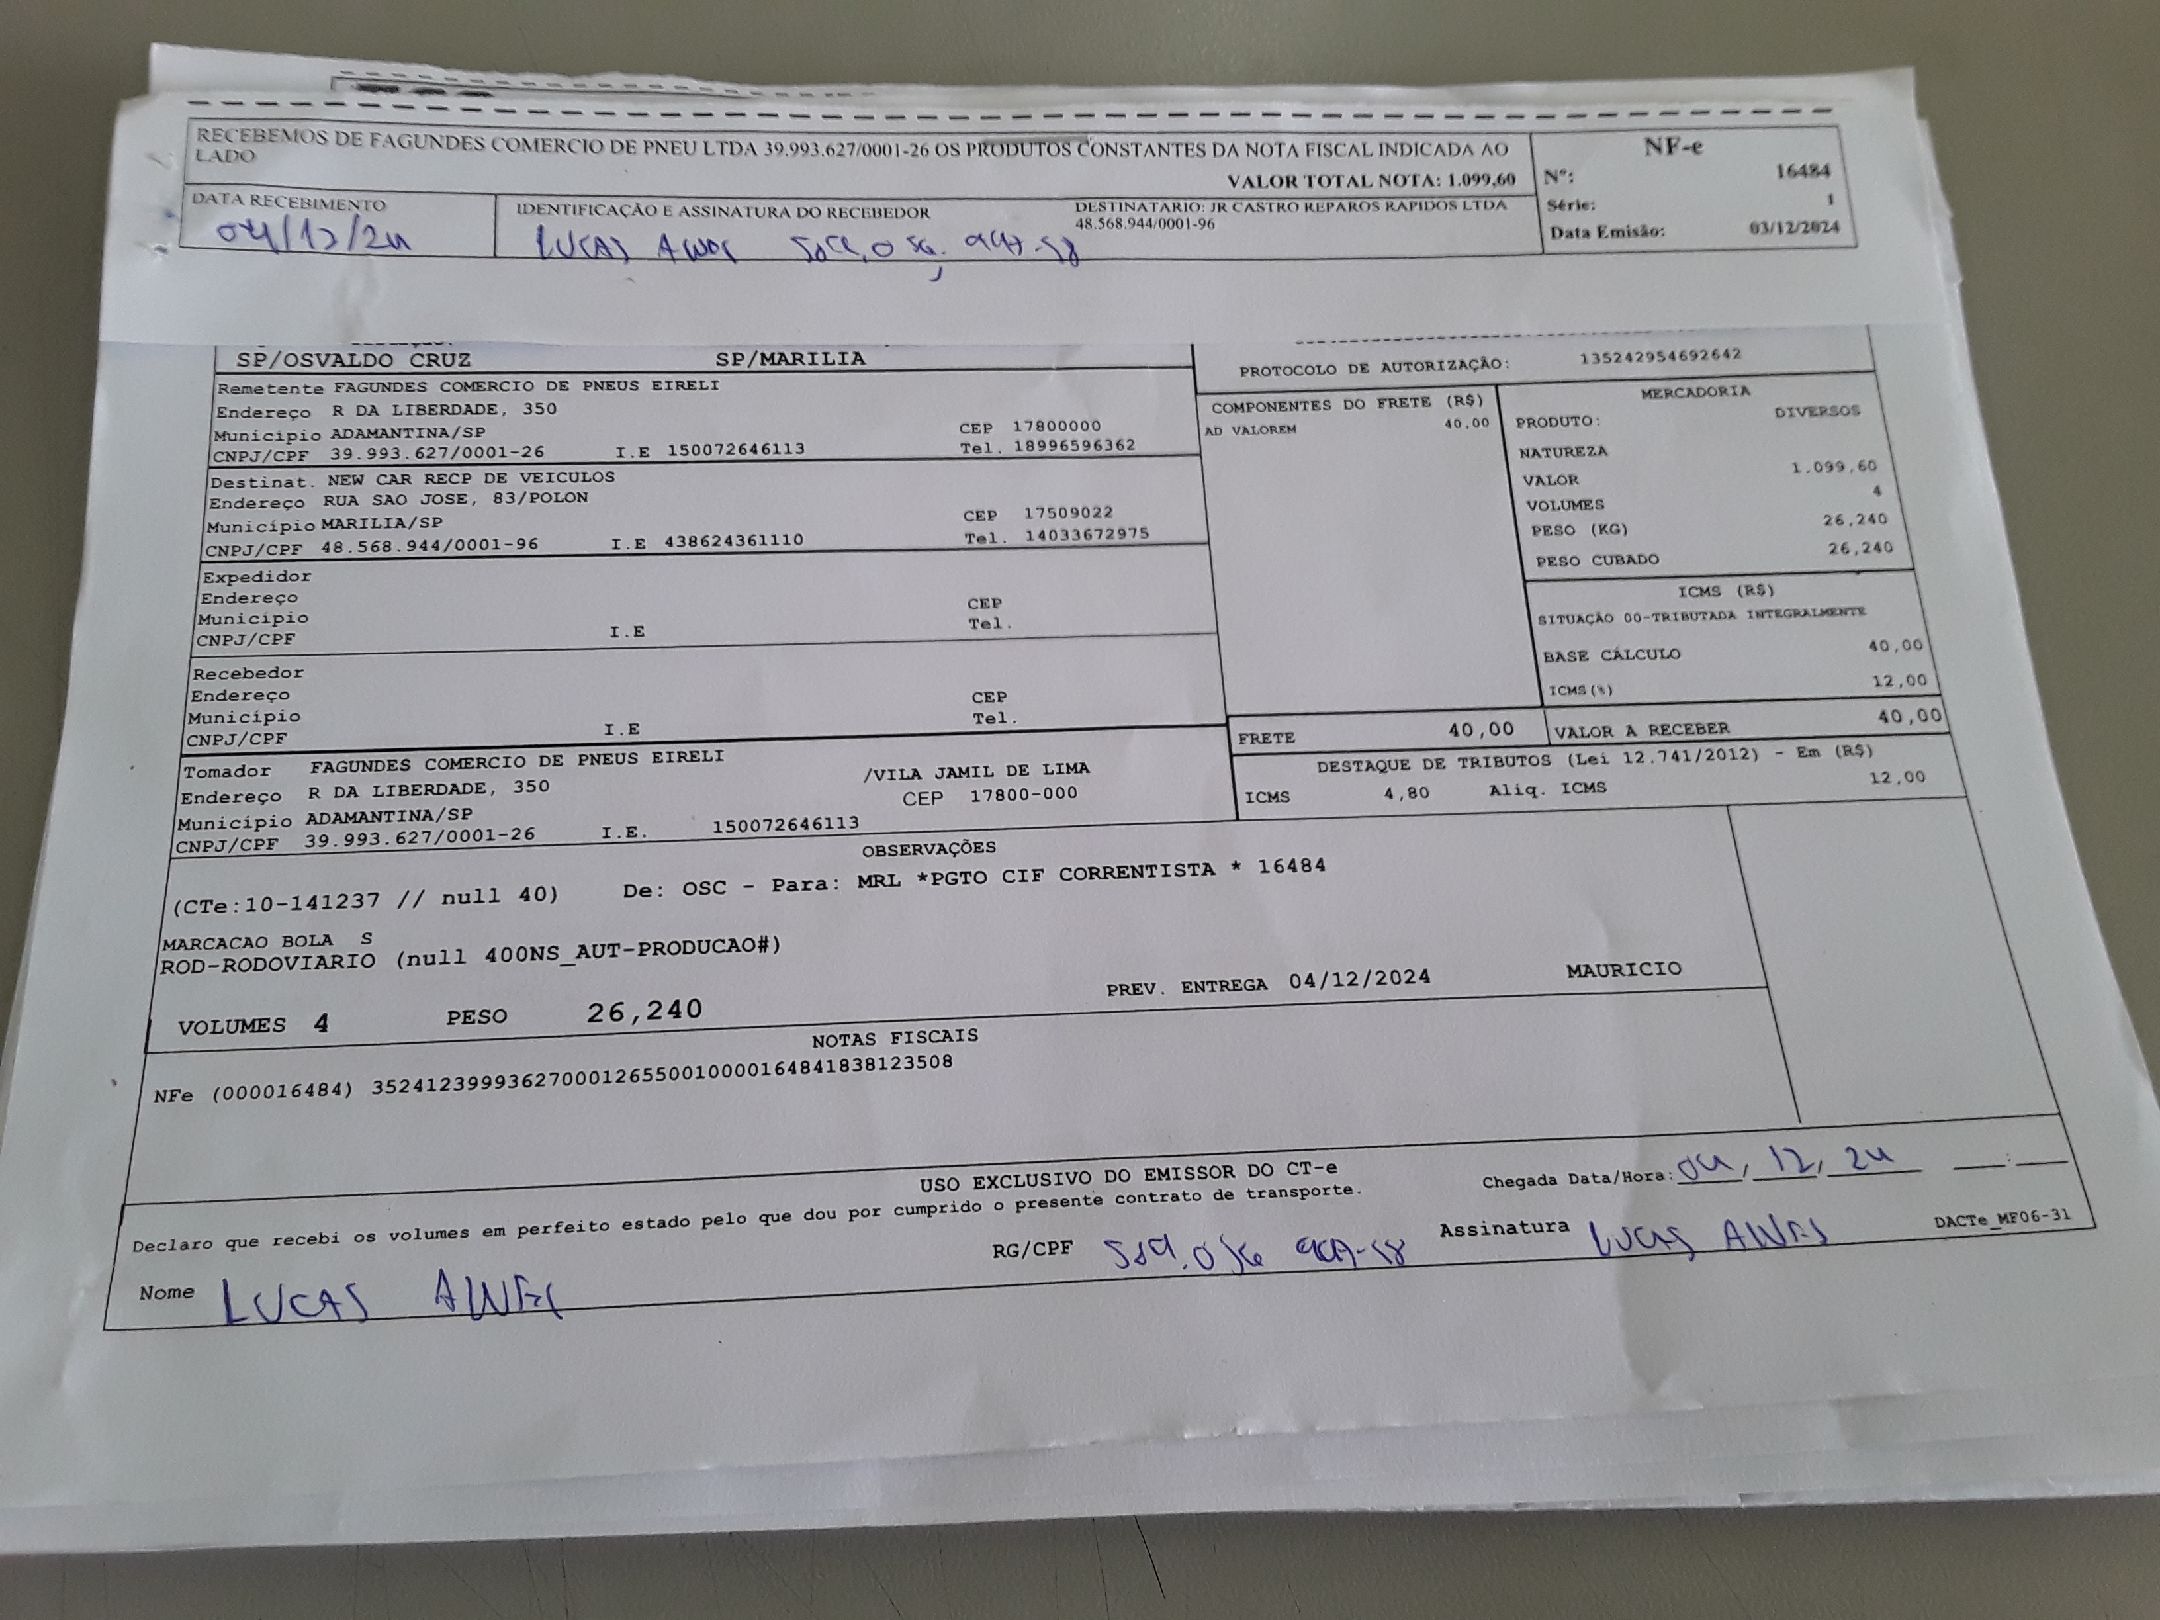 RECEBEMOS DE FAGUNDES COMERCIO DE PNEU LTDA 39.993.627/0001-26 OS PRODUTOS CONSTANTES DA NOTA FISCAL INDICADA AO
LADO
VALOR TOTAL NOTA: 1.099,60
NF-e
Nº: 16484
Série: 1
Data Emissão: 03/12/2024
DATA RECEBIMENTO
04/12/24
IDENTIFICAÇÃO E ASSINATURA DO RECEBEDOR
LUCAS
DESTINATARIO: JR CASTRO REPAROS RAPIDOS LTDA
48.568.944/0001-96
SP/OSVALDO CRUZ SP/MARILIA
PROTOCOLO DE AUTORIZAÇÃO: 135242954692642
Remetente FAGUNDES COMERCIO DE PNEUS EIRELI
Endereço R DA LIBERDADE, 350
Município ADAMANTINA/SP CEP 17800000
CNPJ/CPF 39.993.627/0001-26 I.E 150072646113 Tel. 18996596362
Destinat. NEW CAR RECP DE VEICULOS
Endereço RUA SAO JOSE, 83/POLON
Município MARILIA/SP CEP 17509022
CNPJ/CPF 48.568.944/0001-96 I.E 438624361110 Tel. 14033672975
Expedidor
Endereço
Município CEP
CNPJ/CPF I.E Tel.
Recebedor
Endereço
Município CEP
CNPJ/CPF I.E Tel.
Tomador FAGUNDES COMERCIO DE PNEUS EIRELI
Endereço R DA LIBERDADE, 350 /VILA JAMIL DE LIMA
Município ADAMANTINA/SP CEP 17800-000
CNPJ/CPF 39.993.627/0001-26 I.E. 150072646113
COMPONENTES DO FRETE (R$)
AD VALOREM 40,00
MERCADORIA
PRODUTO: DIVERSOS
NATUREZA
VALOR 1.099,60
VOLUMES 4
PESO (KG) 26,240
PESO CUBADO 26,240
ICMS (R$)
SITUAÇÃO 00-TRIBUTADA INTEGRALMENTE
BASE CÁLCULO 40,00
ICMS(%) 12,00
FRETE 40,00 VALOR A RECEBER 40,00
DESTAQUE DE TRIBUTOS (Lei 12.741/2012) - Em (R$)
ICMS 4,80 Aliq. ICMS 12,00
OBSERVAÇÕES
(CTe:10-141237 // null 40) De: OSC - Para: MRL *PGTO CIF CORRENTISTA * 16484
MARCACAO BOLA S
ROD-RODOVIARIO (null 400NS_AUT-PRODUCAO#)
PREV. ENTREGA 04/12/2024 MAURICIO
VOLUMES 4 PESO 26,240
NOTAS FISCAIS
NFe (000016484) 35241239993627000126550010000164841838123508
USO EXCLUSIVO DO EMISSOR DO CT-e
Declaro que recebi os volumes em perfeito estado pelo que dou por cumprido o presente contrato de transporte.
Chegada Data/Hora: 04, 12, 24 __:__
Nome LUCAS
RG/CPF
Assinatura LUCAS
DACTe_MF06-31